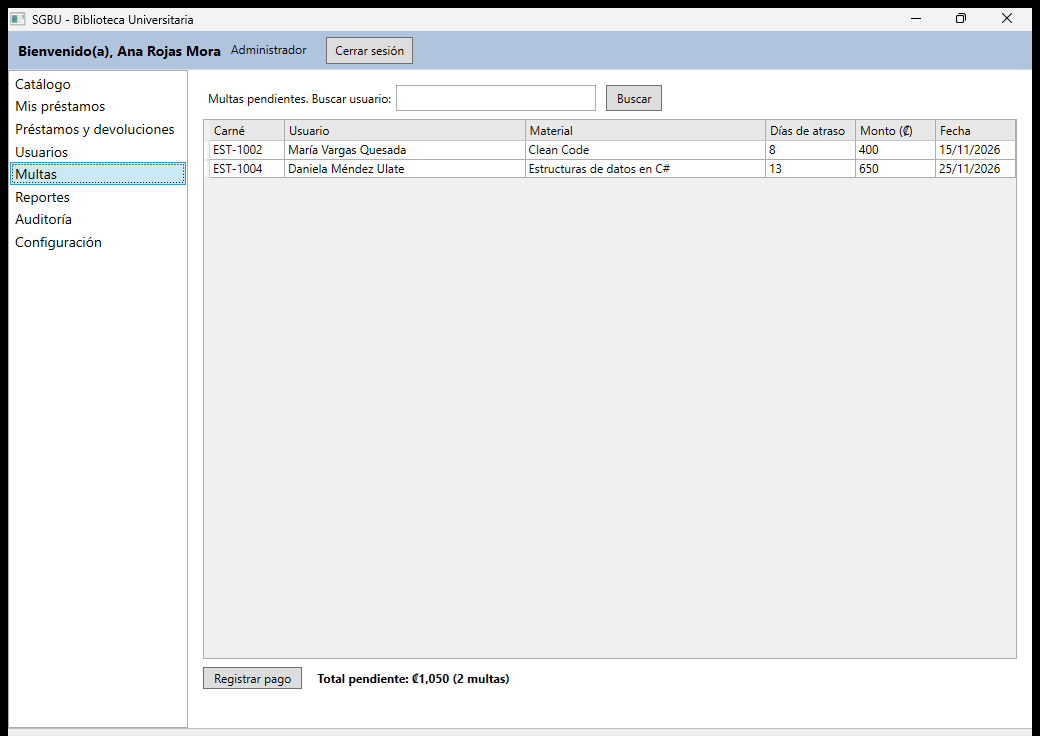 SGBU - Biblioteca Universitaria
Bienvenido(a), Ana Rojas Mora Administrador Cerrar sesión
Catálogo
Mis préstamos
Préstamos y devoluciones
Usuarios
Multas
Reportes
Auditoría
Configuración
Multas pendientes. Buscar usuario: Buscar
Carné Usuario Material Días de atraso Monto (₡) Fecha
EST-1002 María Vargas Quesada Clean Code 8 400 15/11/2026
EST-1004 Daniela Méndez Ulate Estructuras de datos en C# 13 650 25/11/2026
Registrar pago Total pendiente: ₡1,050 (2 multas)